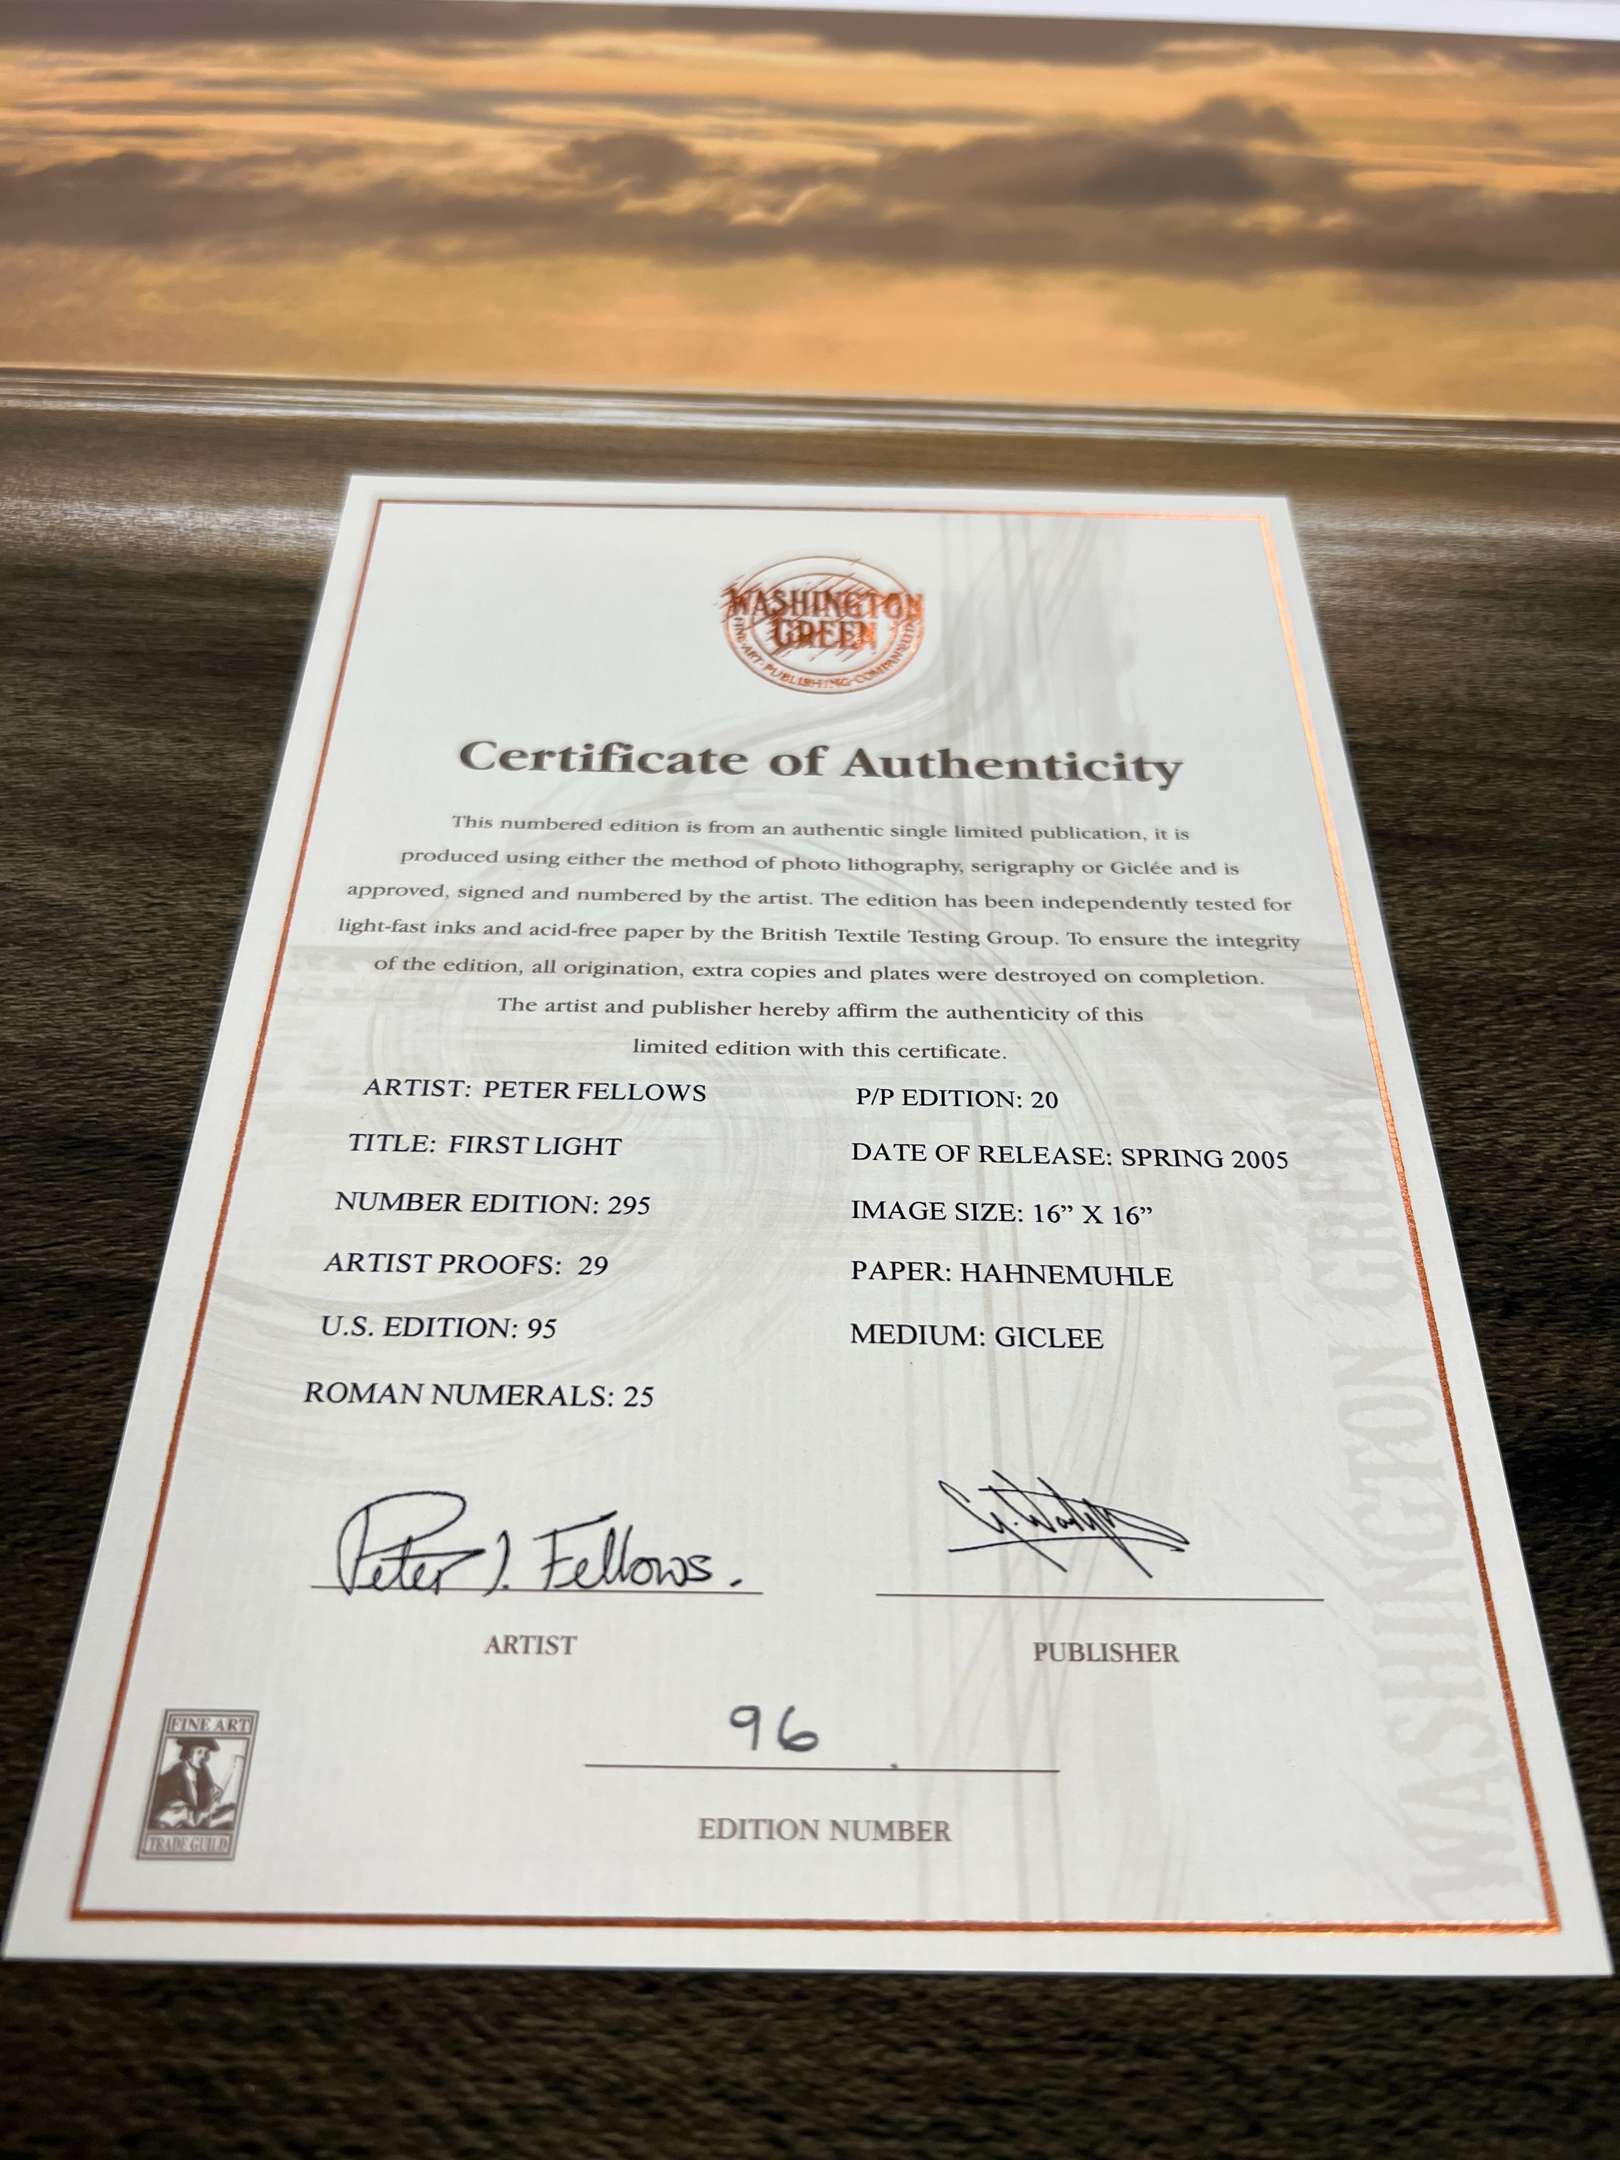 WASHINGTON
GREEN
FINE·ART·PUBLISHING·COMPANY
Certificate of Authenticity
This numbered edition is from an authentic single limited publication, it is
produced using either the method of photo lithography, serigraphy or Giclée and is
approved, signed and numbered by the artist. The edition has been independently tested for
light-fast inks and acid-free paper by the British Textile Testing Group. To ensure the integrity
of the edition, all origination, extra copies and plates were destroyed on completion.
The artist and publisher hereby affirm the authenticity of this
limited edition with this certificate.
ARTIST: PETER FELLOWS
TITLE: FIRST LIGHT
NUMBER EDITION: 295
ARTIST PROOFS: 29
U.S. EDITION: 95
ROMAN NUMERALS: 25
P/P EDITION: 20
DATE OF RELEASE: SPRING 2005
IMAGE SIZE: 16” X 16”
PAPER: HAHNEMUHLE
MEDIUM: GICLEE
Peter J. Fellows.
ARTIST
PUBLISHER
96
EDITION NUMBER
FINE ART
TRADE GUILD
WASHINGTON GREEN